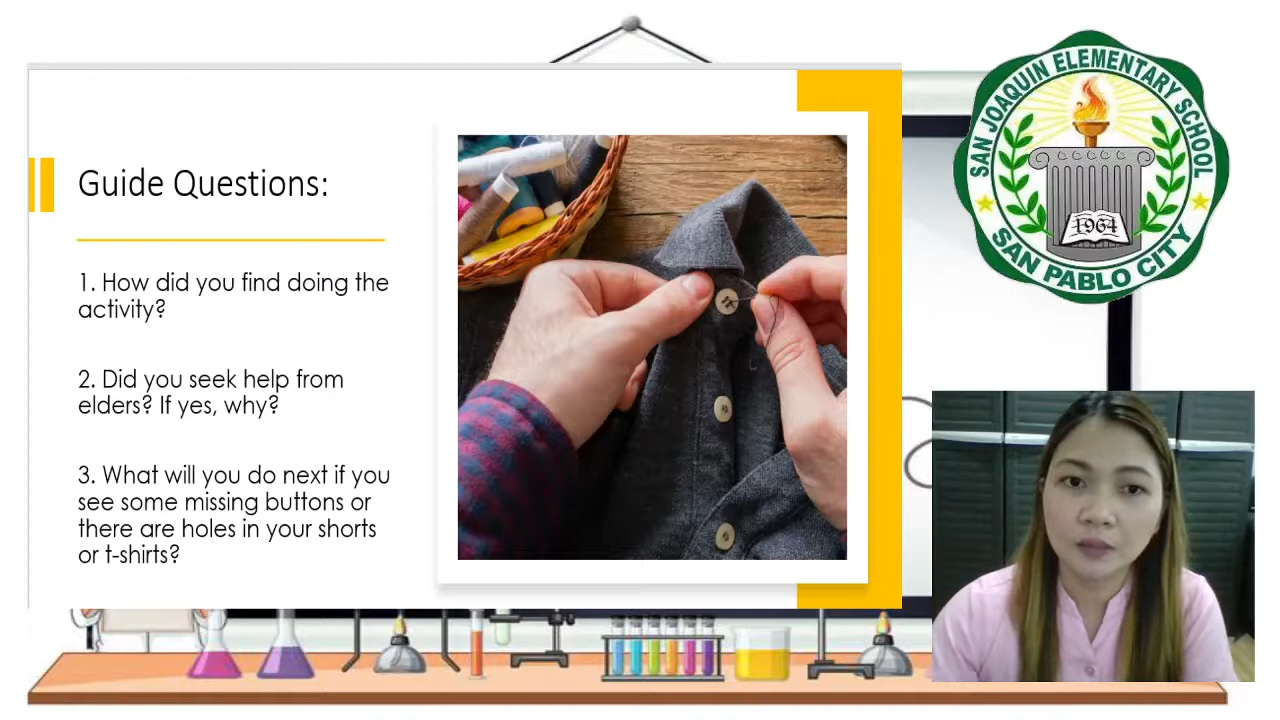 Guide Questions:
1. How did you find doing the
activity?
2. Did you seek help from
elders? If yes, why?
3. What will you do next if you
see some missing buttons or
there are holes in your shorts
or t-shirts?
SAN JOAQUIN ELEMENTARY SCHOOL
1964
SAN PABLO CITY